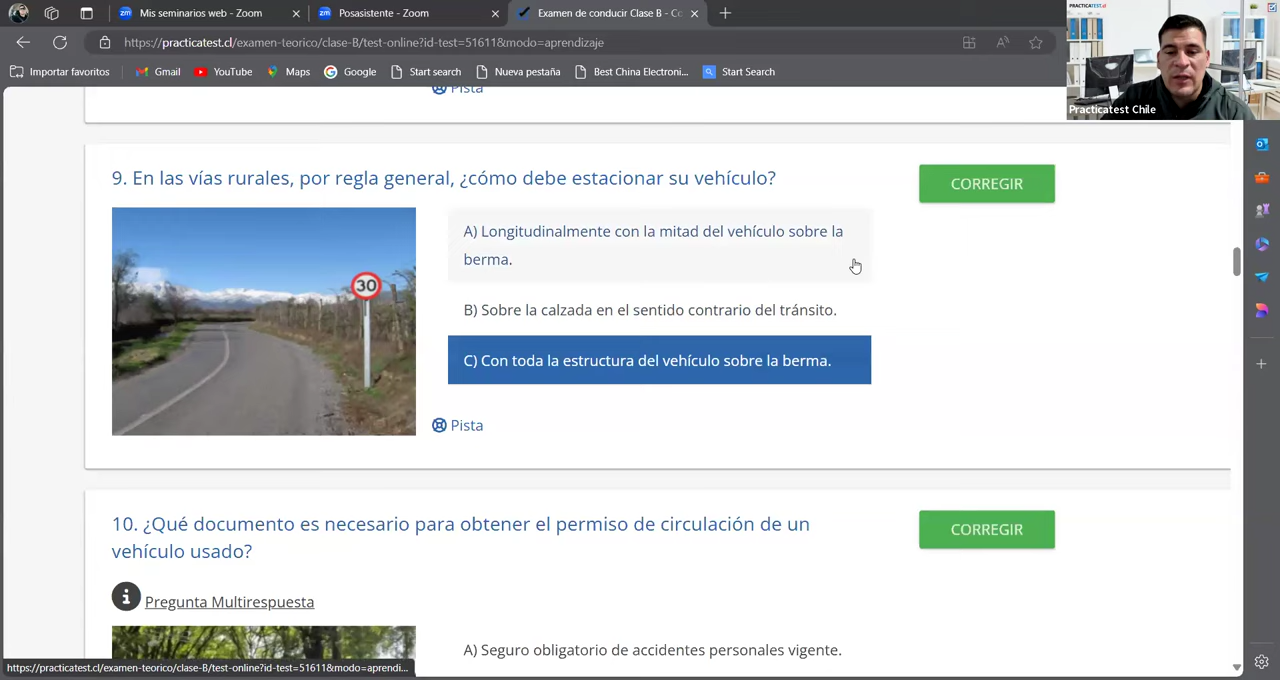 Mis seminarios web - Zoom
Posasistente - Zoom
Examen de conducir Clase B - Co
https://practicatest.cl/examen-teorico/clase-B/test-online?id-test=51611&modo=aprendizaje
Importar favoritos
Gmail
YouTube
Maps
Google
Start search
Nueva pestaña
Best China Electroni...
Start Search
PRACTICATEST.cl
Practicatest Chile
Pista
9. En las vías rurales, por regla general, ¿cómo debe estacionar su vehículo?
CORREGIR
30
A) Longitudinalmente con la mitad del vehículo sobre la
berma.
B) Sobre la calzada en el sentido contrario del tránsito.
C) Con toda la estructura del vehículo sobre la berma.
Pista
10. ¿Qué documento es necesario para obtener el permiso de circulación de un
vehículo usado?
CORREGIR
Pregunta Multirespuesta
A) Seguro obligatorio de accidentes personales vigente.
https://practicatest.cl/examen-teorico/clase-B/test-online?id-test=51611&modo=aprendi...